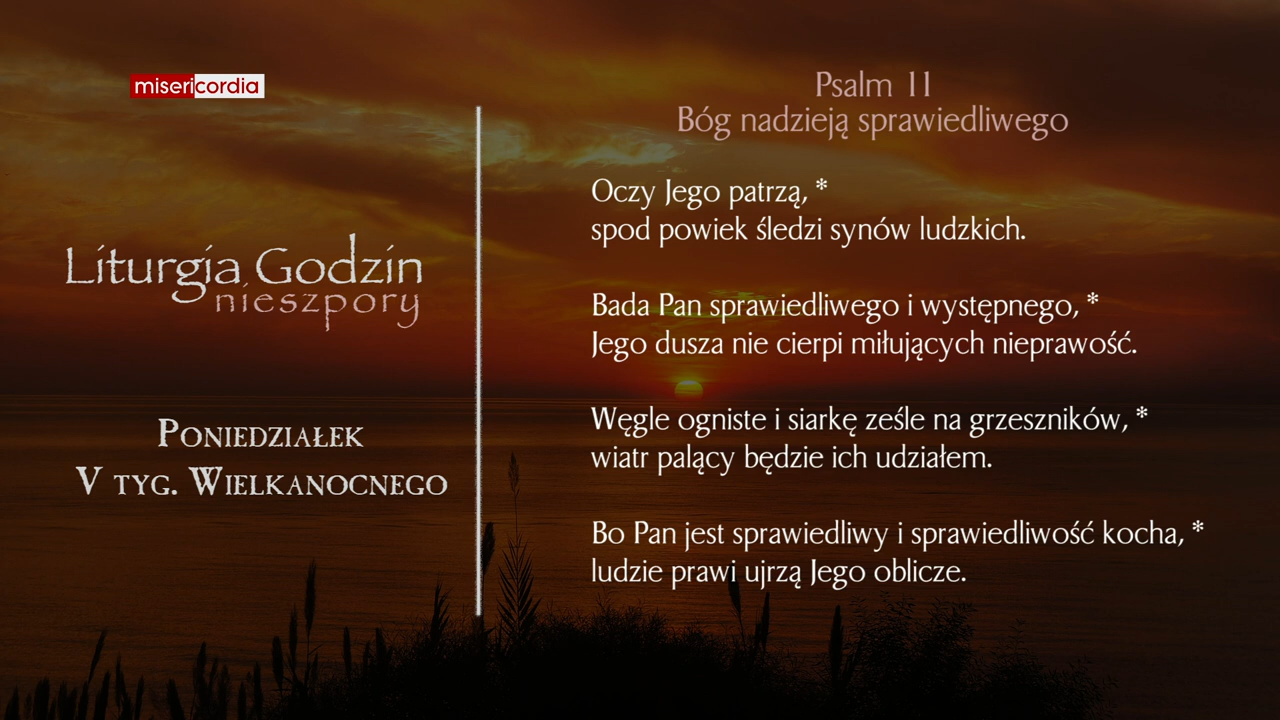 misericordia
Liturgia Godzin
nieszpory
Poniedziałek
V tyg. Wielkanocnego
Psalm 11
Bóg nadzieją sprawiedliwego
Oczy Jego patrzą, *
spod powiek śledzi synów ludzkich.
Bada Pan sprawiedliwego i występnego, *
Jego dusza nie cierpi miłujących nieprawość.
Węgle ogniste i siarkę ześle na grzeszników, *
wiatr palący będzie ich udziałem.
Bo Pan jest sprawiedliwy i sprawiedliwość kocha, *
ludzie prawi ujrzą Jego oblicze.